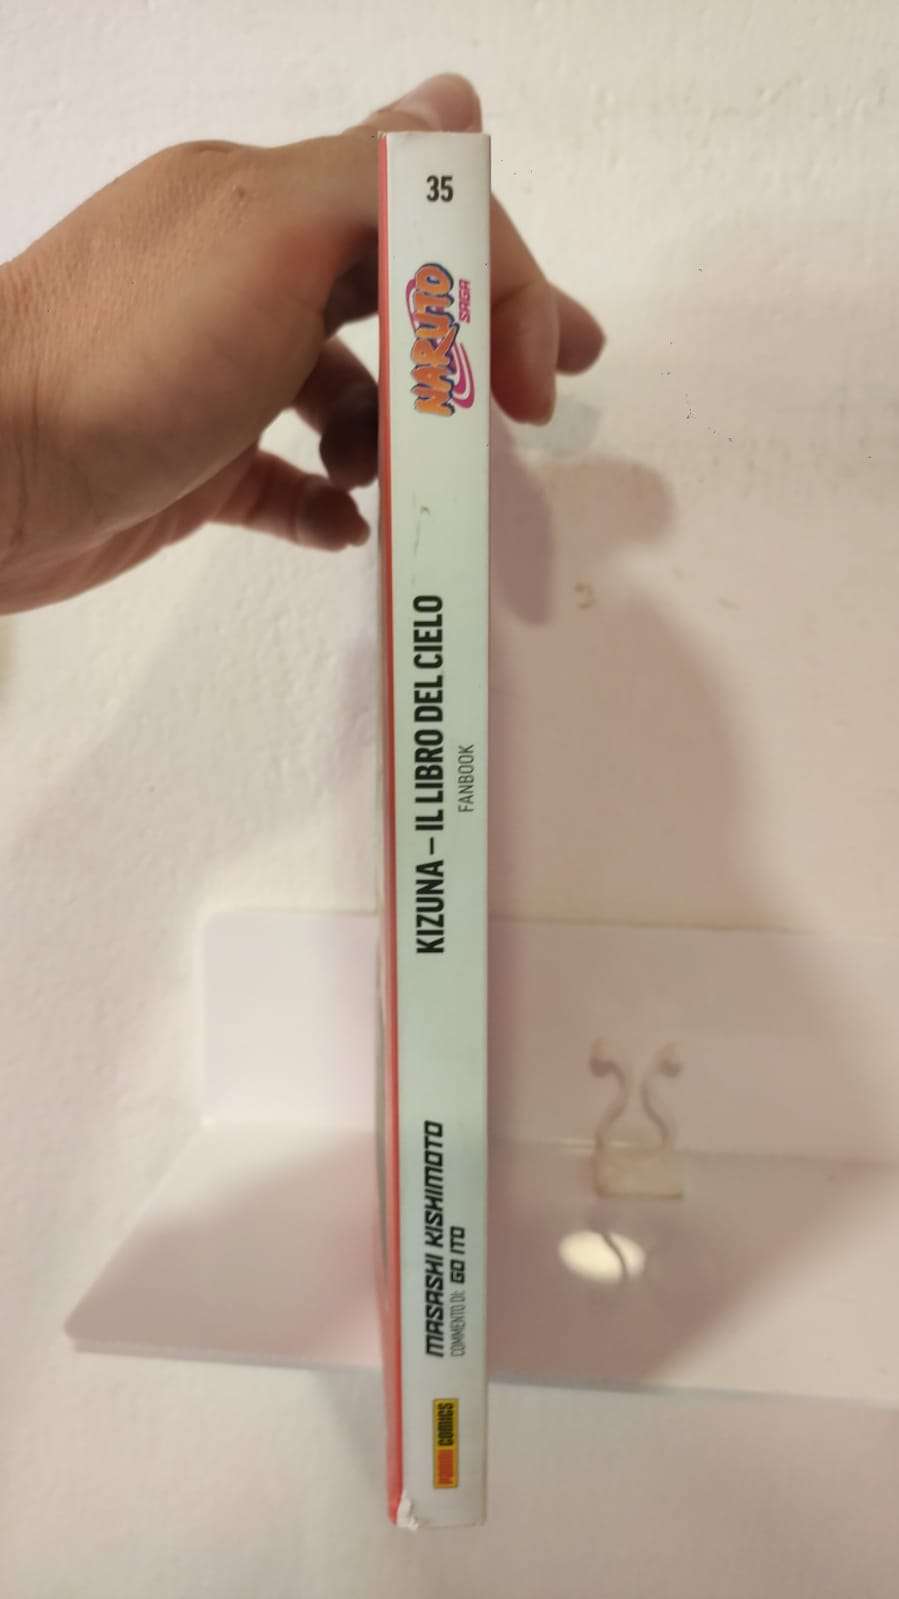 35
NARUTO
SAGA
KIZUNA – IL LIBRO DEL CIELO
FANBOOK
MASASHI KISHIMOTO
COMMENTO DI: GO ITO
PANINI COMICS